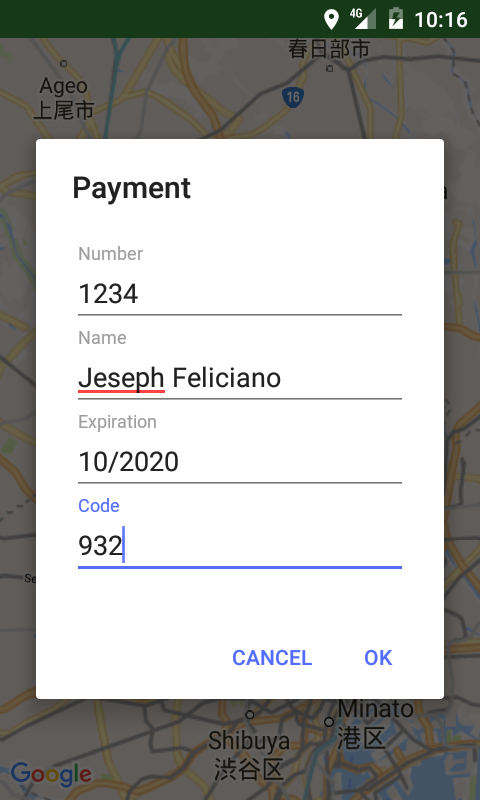 4G 10:16
春日部市
Ageo
上尾市
16
Payment
Number
1234
Name
Jeseph Feliciano
Expiration
10/2020
Code
932
CANCEL
OK
Minato
港区
Shibuya
渋谷区
Google